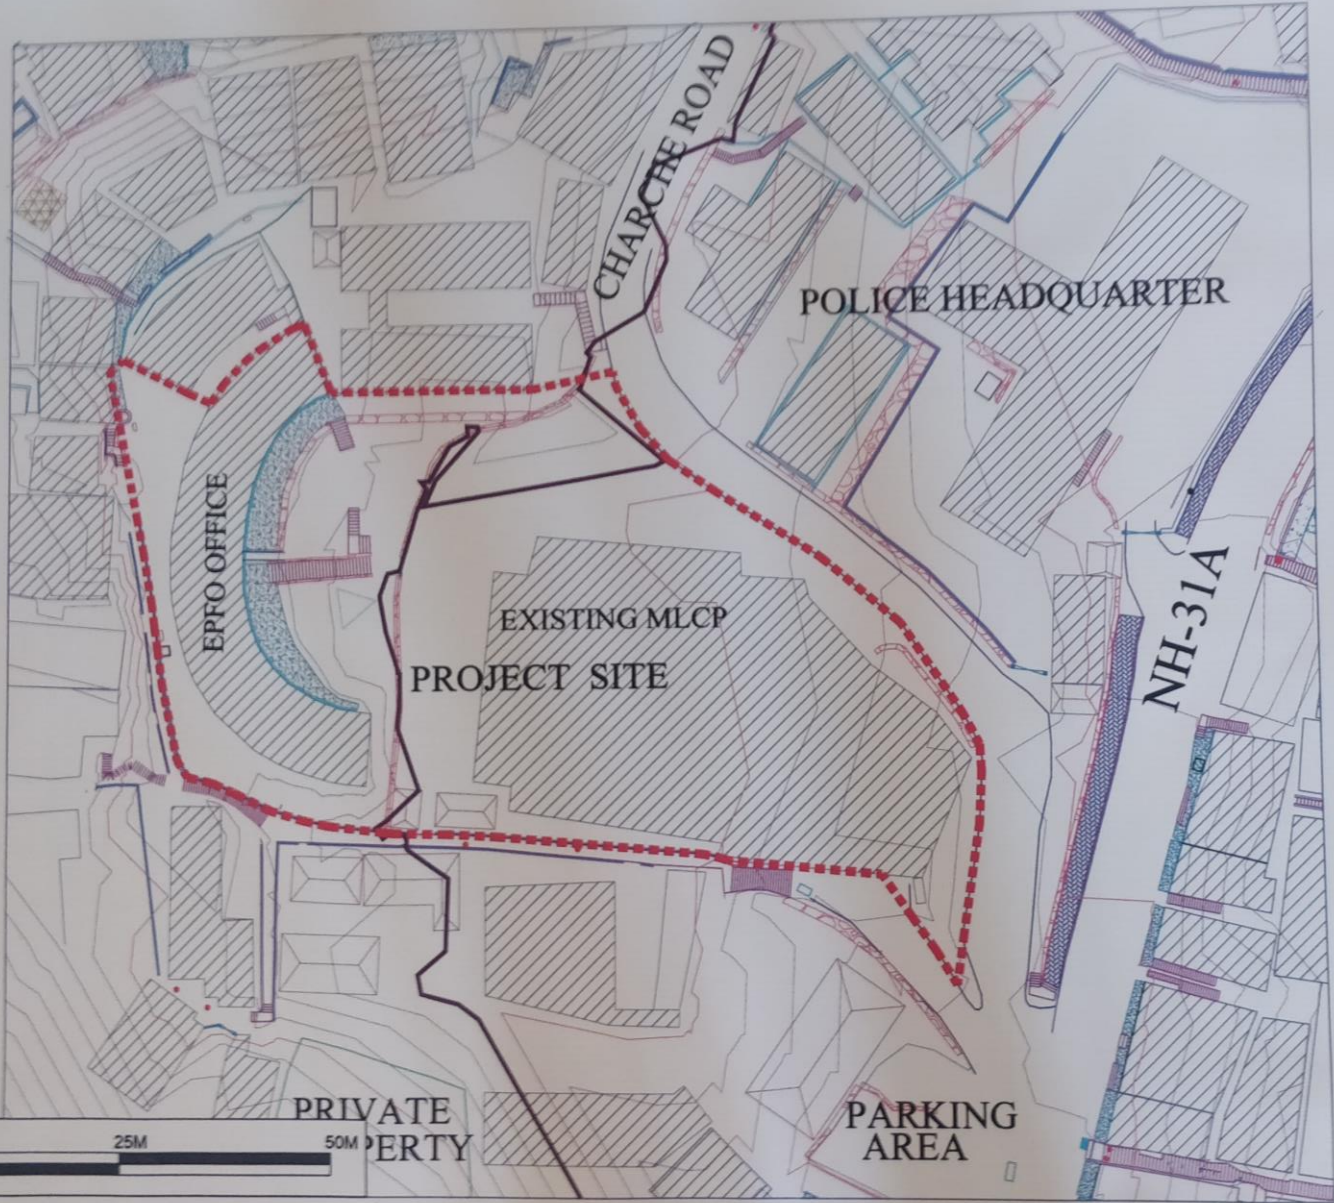 CHARCHE ROAD
POLICE HEADQUARTER
EPFO OFFICE
EXISTING MLCP
PROJECT SITE
NH-31A
PRIVATE
PERTY
PARKING
AREA
25M
50M